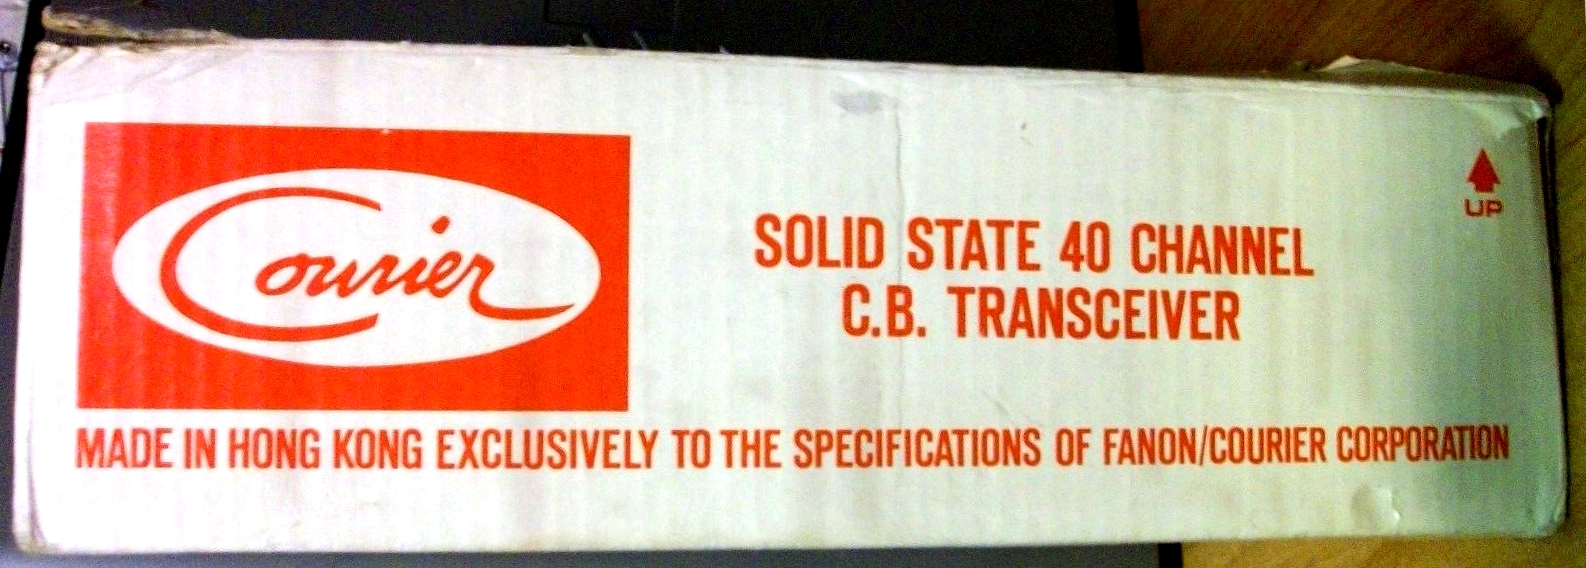 Courier
SOLID STATE 40 CHANNEL
C.B. TRANSCEIVER
UP
MADE IN HONG KONG EXCLUSIVELY TO THE SPECIFICATIONS OF FANON/COURIER CORPORATION